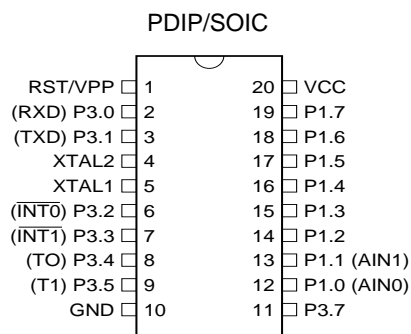 PDIP/SOIC
RST/VPP 1 20 VCC
(RXD) P3.0 2 19 P1.7
(TXD) P3.1 3 18 P1.6
XTAL2 4 17 P1.5
XTAL1 5 16 P1.4
(I̅N̅T̅0̅) P3.2 6 15 P1.3
(I̅N̅T̅1̅) P3.3 7 14 P1.2
(TO) P3.4 8 13 P1.1 (AIN1)
(T1) P3.5 9 12 P1.0 (AIN0)
GND 10 11 P3.7